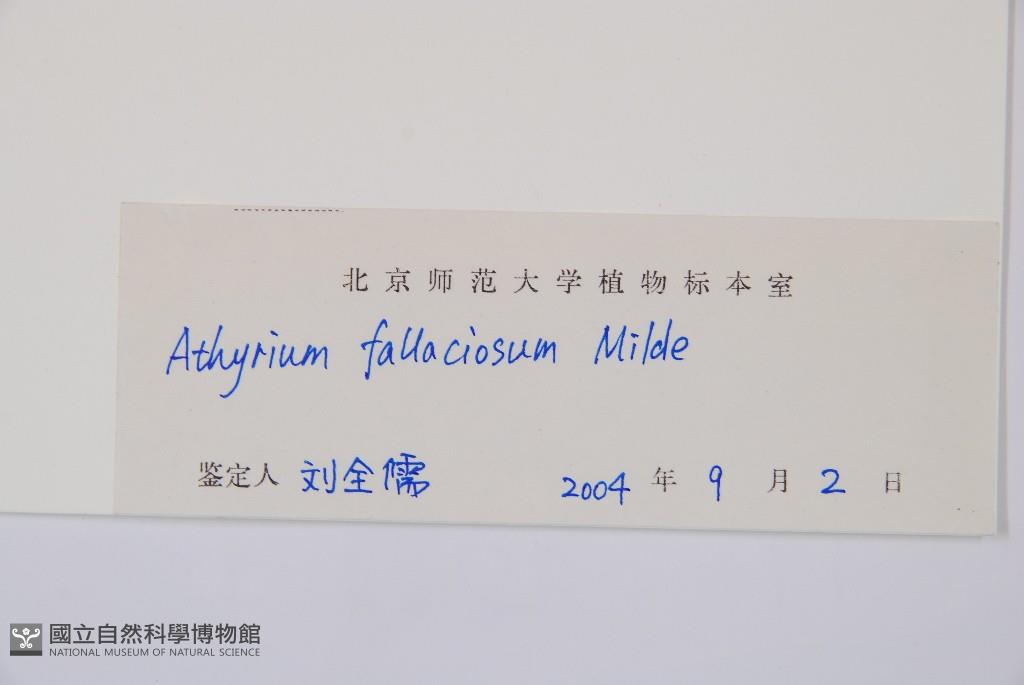 北京师范大学植物标本室
Athyrium fallaciosum Milde
鉴定人 刘全儒 2004 年 9 月 2 日
國立自然科學博物館
NATIONAL MUSEUM OF NATURAL SCIENCE